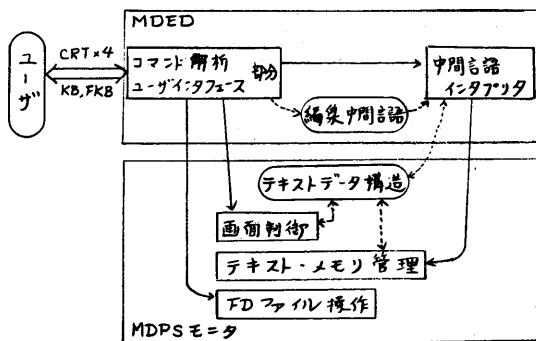 MDED
ユーザ
CRT×4
KB,FKB
コマンド解析
ユーザインタフェース
部分
中間言語
インタプリタ
編集中間語
テキストデータ構造
画面制御
テキスト・メモリ管理
FDファイル操作
MDPSモニタ